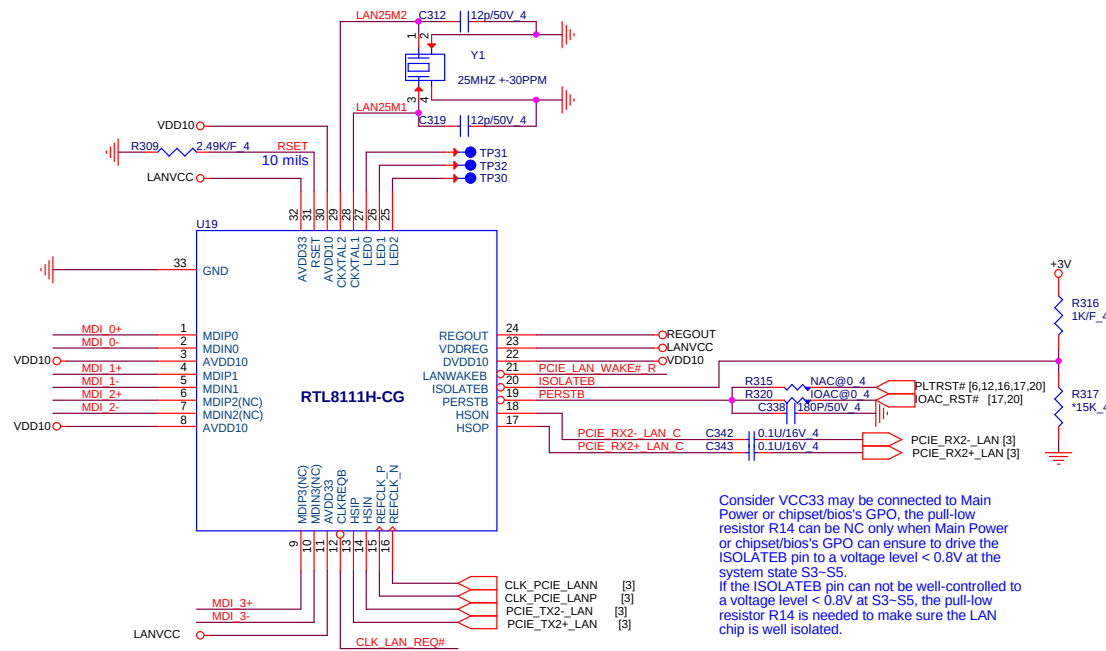 LAN25M2 C312 12p/50V_4
1 2
Y1
25MHZ +-30PPM
3 4
LAN25M1
C319 12p/50V_4
VDD10
R309 2.49K/F_4 RSET
10 mils
LANVCC
TP31
TP32
TP30
32 31 30 29 28 27 26 25
U19
AVDD33 RSET AVDD10 CKXTAL2 CKXTAL1 LED0 LED1 LED2
33 GND
+3V
R316
1K/F_4
MDI_0+ 1 MDIP0
MDI_0- 2 MDIN0
VDD10 3 AVDD10
MDI_1+ 4 MDIP1
MDI_1- 5 MDIN1
MDI_2+ 6 MDIP2(NC)
MDI_2- 7 MDIN2(NC)
VDD10 8 AVDD10
RTL8111H-CG
REGOUT 24 REGOUT
VDDREG 23 LANVCC
DVDD10 22 VDD10
LANWAKEB 21 PCIE_LAN_WAKE#_R
ISOLATEB 20 ISOLATEB
PERSTB 19 PERSTB
HSON 18
HSOP 17
R315 NAC@0_4 PLTRST# [6,12,16,17,20]
R320 IOAC@0_4 IOAC_RST# [17,20]
C338 180P/50V_4
R317
*15K_4
PCIE_RX2-_LAN_C C342 0.1U/16V_4 PCIE_RX2-_LAN [3]
PCIE_RX2+_LAN_C C343 0.1U/16V_4 PCIE_RX2+_LAN [3]
MDIP3(NC) MDIN3(NC) AVDD33 CLKREQB HSIP HSIN REFCLK_P REFCLK_N
9 10 11 12 13 14 15 16
CLK_PCIE_LANN [3]
CLK_PCIE_LANP [3]
MDI_3+ PCIE_TX2-_LAN [3]
MDI_3- PCIE_TX2+_LAN [3]
LANVCC
CLK_LAN_REQ#
Consider VCC33 may be connected to Main
Power or chipset/bios's GPO, the pull-low
resistor R14 can be NC only when Main Power
or chipset/bios's GPO can ensure to drive the
ISOLATEB pin to a voltage level < 0.8V at the
system state S3~S5.
If the ISOLATEB pin can not be well-controlled to
a voltage level < 0.8V at S3~S5, the pull-low
resistor R14 is needed to make sure the LAN
chip is well isolated.